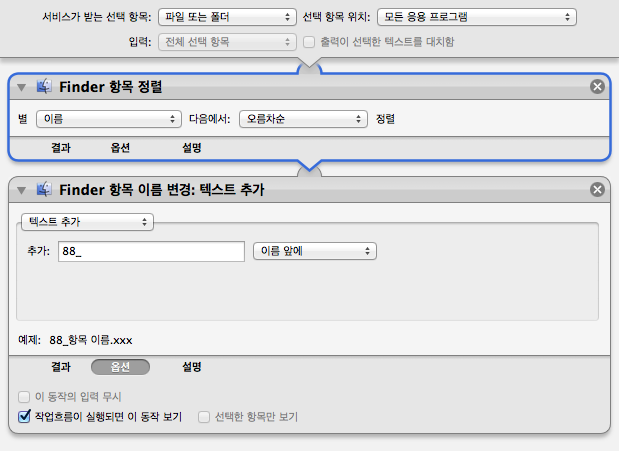 서비스가 받는 선택 항목: 파일 또는 폴더 선택 항목 위치: 모든 응용 프로그램
입력: 전체 선택 항목 출력이 선택한 텍스트를 대치함
Finder 항목 정렬
별 이름 다음에서: 오름차순 정렬
결과 옵션 설명
Finder 항목 이름 변경: 텍스트 추가
텍스트 추가
추가: 88_ 이름 앞에
예제: 88_항목 이름.xxx
결과 옵션 설명
이 동작의 입력 무시
작업흐름이 실행되면 이 동작 보기 선택한 항목만 보기